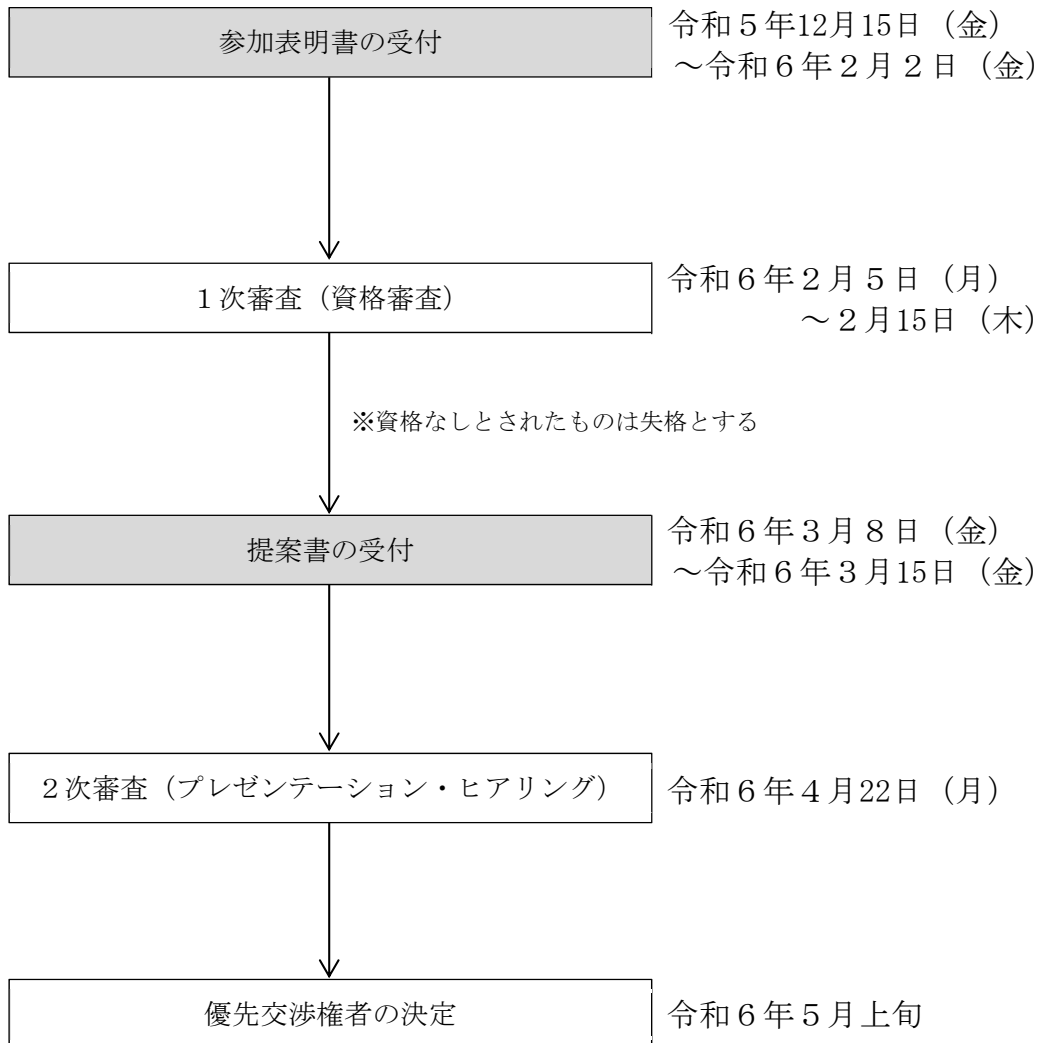 参加表明書の受付
令和５年12月15日（金）
～令和６年２月２日（金）
１次審査（資格審査）
令和６年２月５日（月）
～２月15日（木）
※資格なしとされたものは失格とする
提案書の受付
令和６年３月８日（金）
～令和６年３月15日（金）
２次審査（プレゼンテーション・ヒアリング）
令和６年４月22日（月）
優先交渉権者の決定
令和６年５月上旬